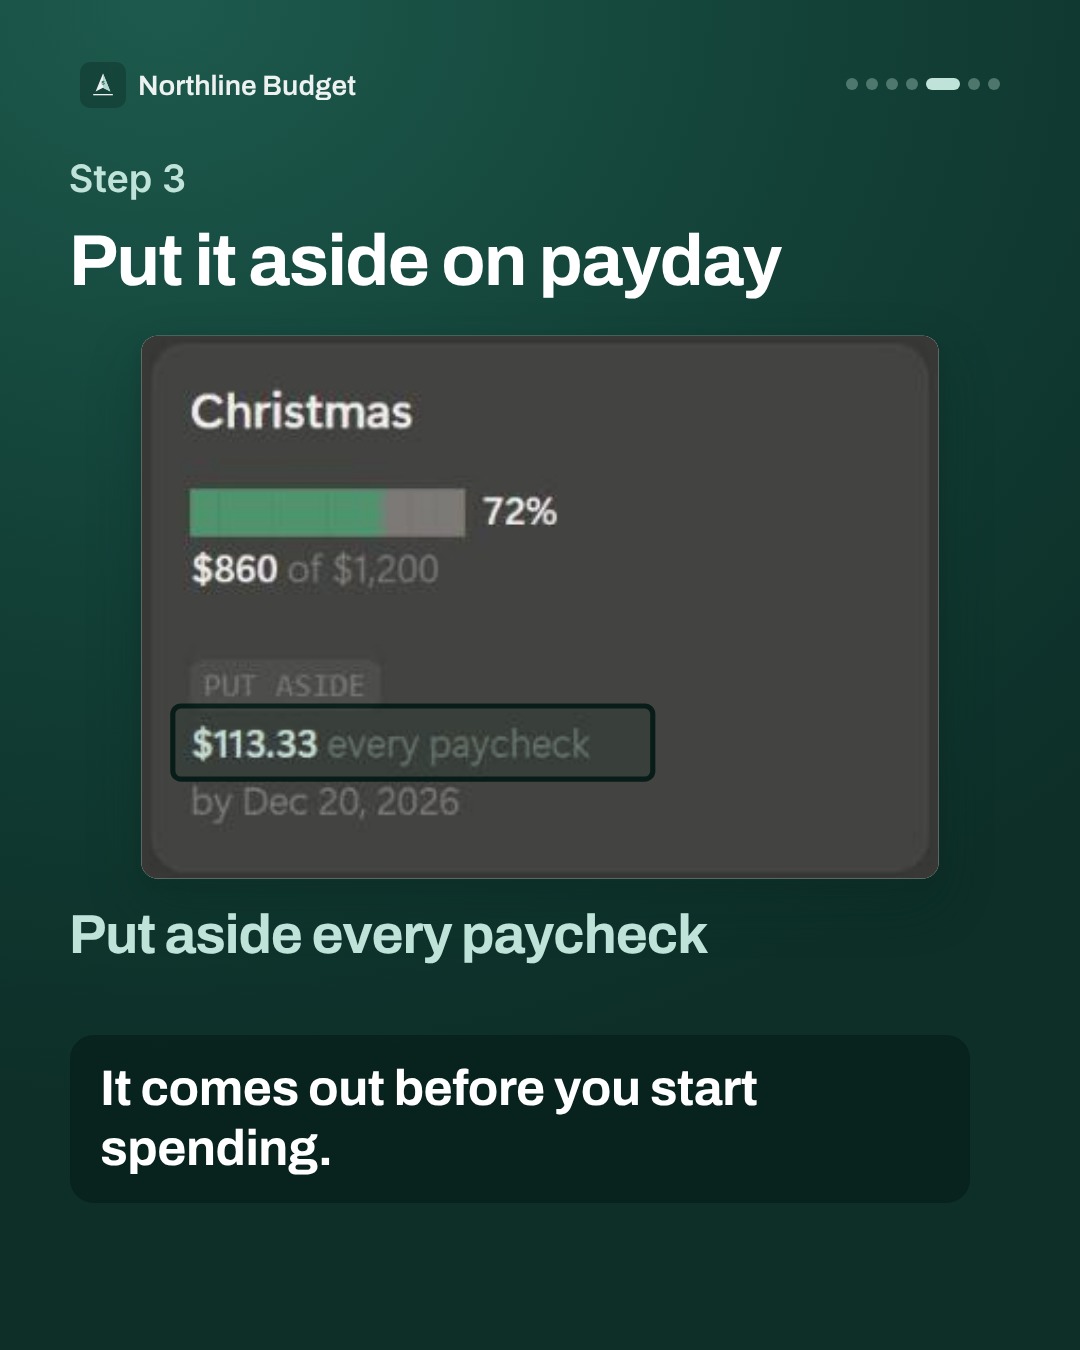 Northline Budget
Step 3
Put it aside on payday
Christmas
72%
$860 of $1,200
PUT ASIDE
$113.33 every paycheck
by Dec 20, 2026
Put aside every paycheck
It comes out before you start
spending.